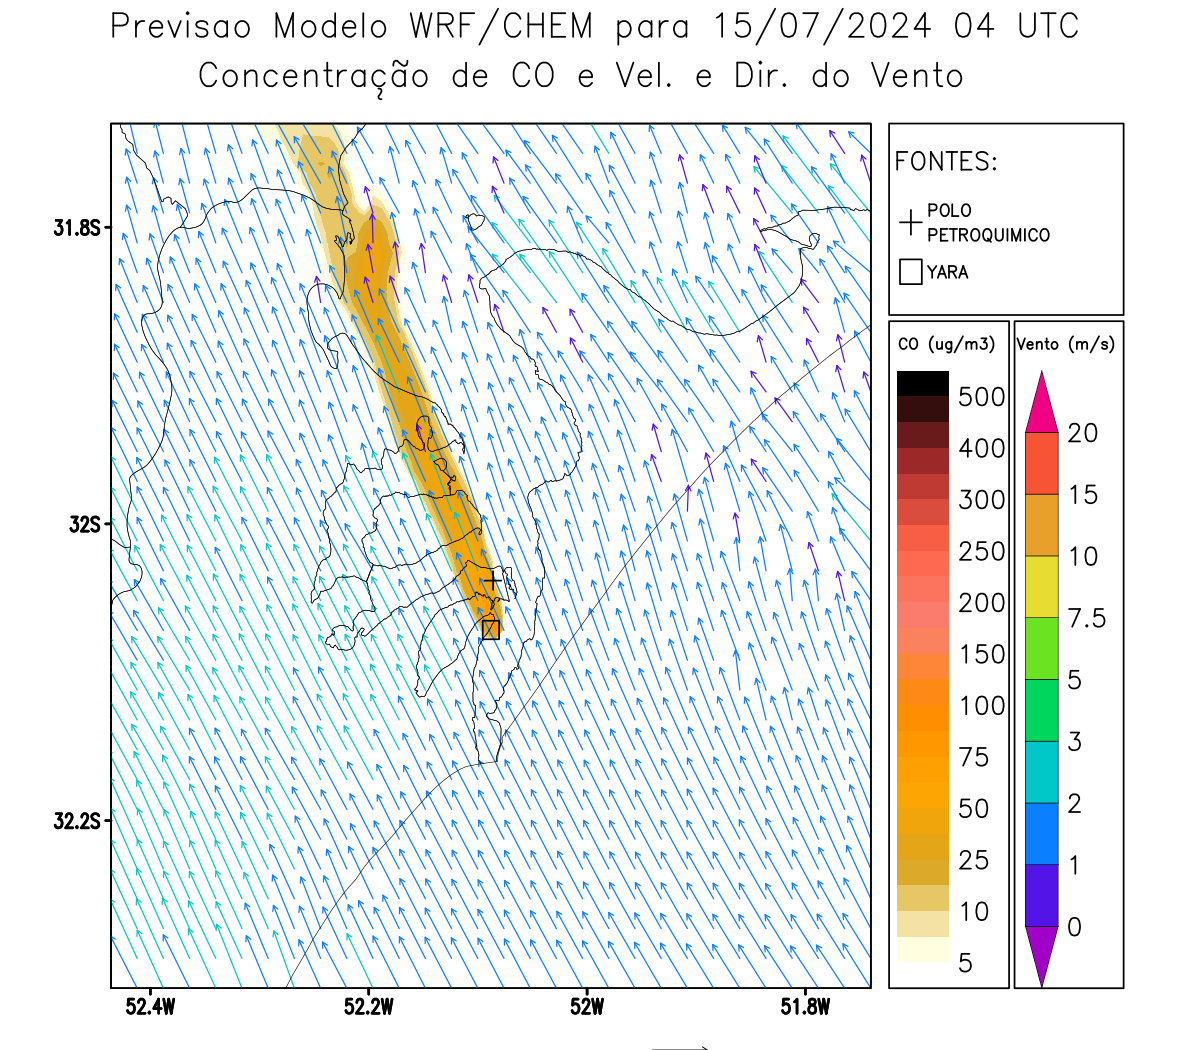 Previsao Modelo WRF/CHEM para 15/07/2024 04 UTC
Concentração de CO e Vel. e Dir. do Vento
FONTES:
POLO
PETROQUIMICO
YARA
CO (ug/m3)
500
400
300
250
200
150
100
75
50
25
10
5
Vento (m/s)
20
15
10
7.5
5
3
2
1
0
31.8S
32S
32.2S
52.4W
52.2W
52W
51.8W